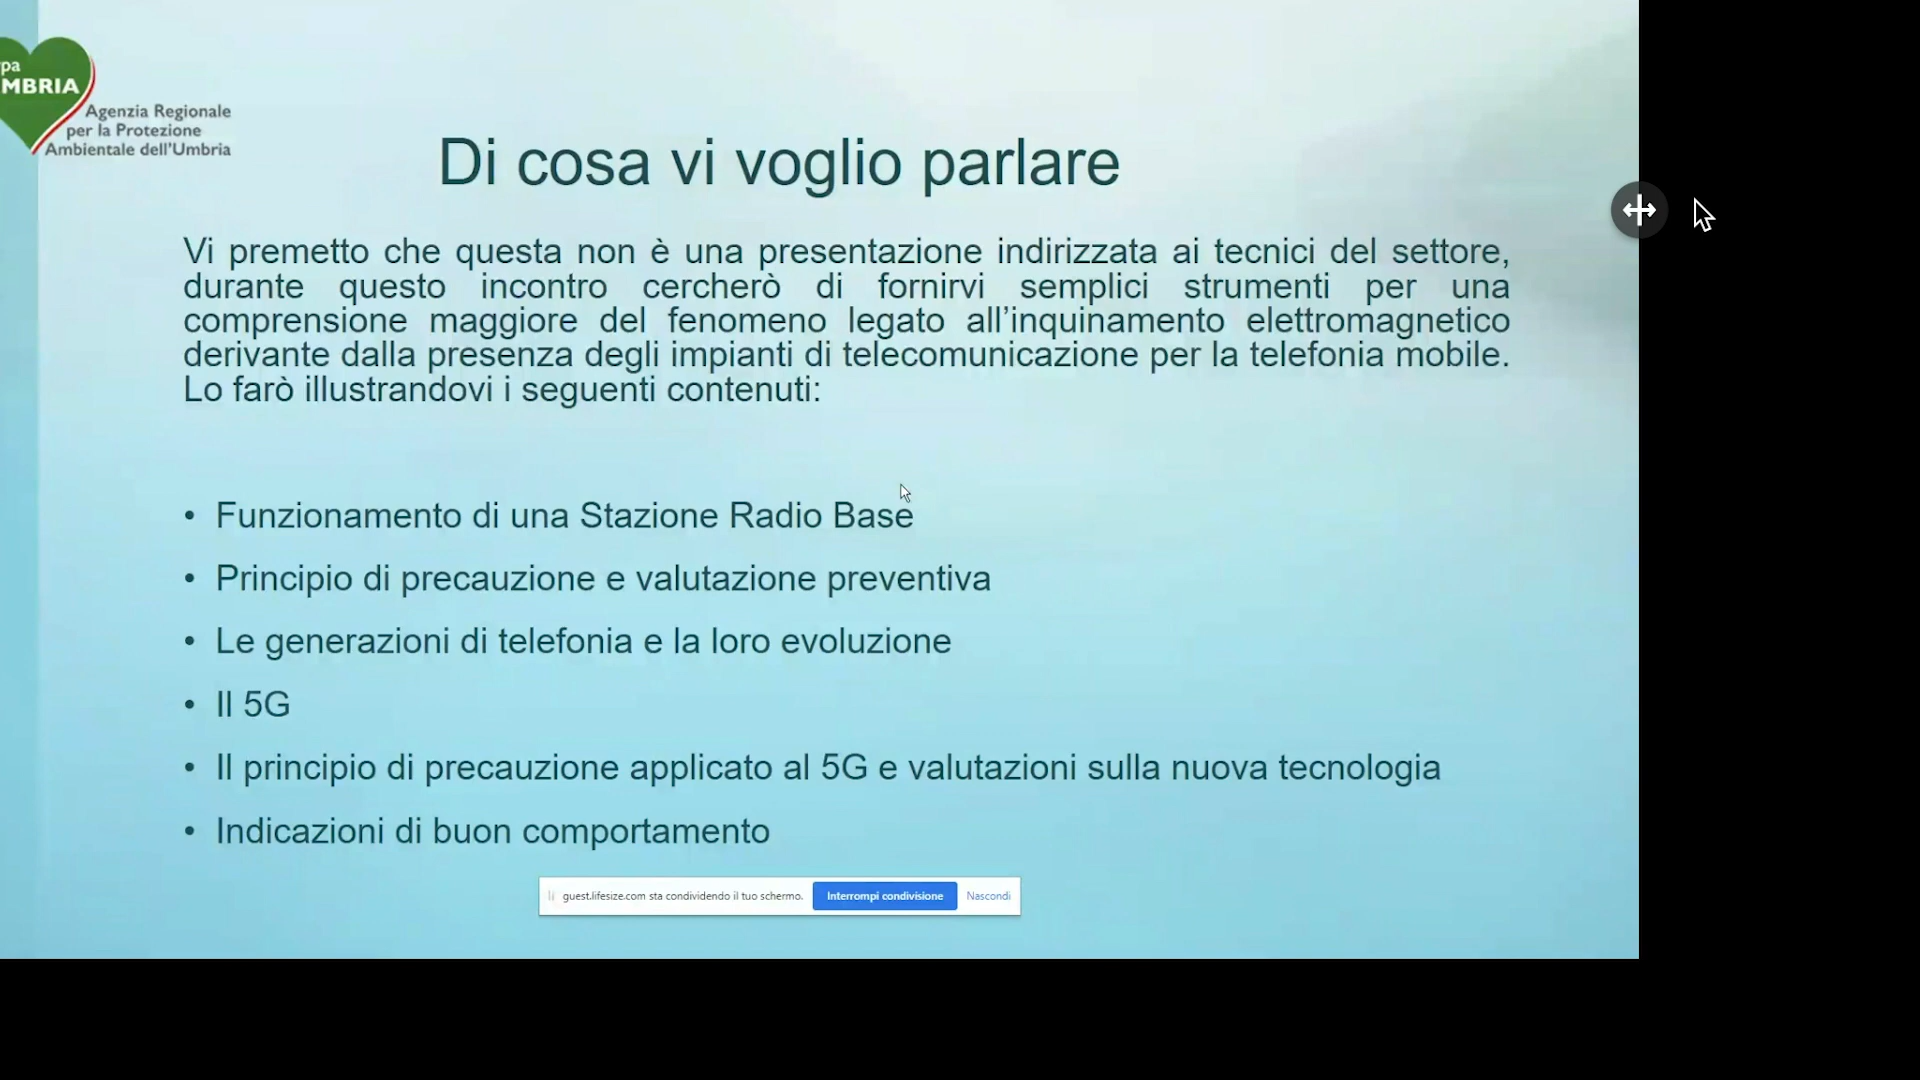 pa
MBRIA
Agenzia Regionale
per la Protezione
Ambientale dell'Umbria
Di cosa vi voglio parlare
Vi premetto che questa non è una presentazione indirizzata ai tecnici del settore,
durante questo incontro cercherò di fornirvi semplici strumenti per una
comprensione maggiore del fenomeno legato all'inquinamento elettromagnetico
derivante dalla presenza degli impianti di telecomunicazione per la telefonia mobile.
Lo farò illustrandovi i seguenti contenuti:
• Funzionamento di una Stazione Radio Base
• Principio di precauzione e valutazione preventiva
• Le generazioni di telefonia e la loro evoluzione
• Il 5G
• Il principio di precauzione applicato al 5G e valutazioni sulla nuova tecnologia
• Indicazioni di buon comportamento
guest.lifesize.com sta condividendo il tuo schermo. Interrompi condivisione Nascondi